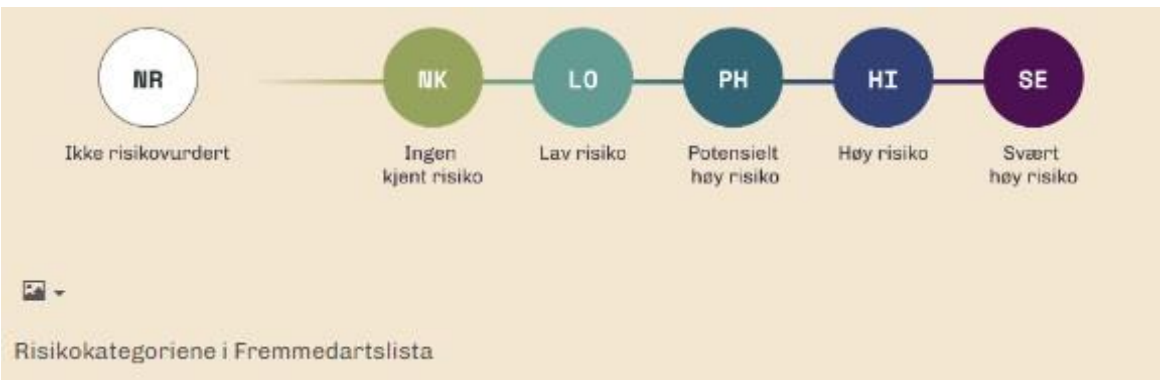 NR
NK
LO
PH
HI
SE
Ikke risikovurdert
Ingen
kjent risiko
Lav risiko
Potensielt
høy risiko
Høy risiko
Svært
høy risiko
Risikokategoriene i Fremmedartslista